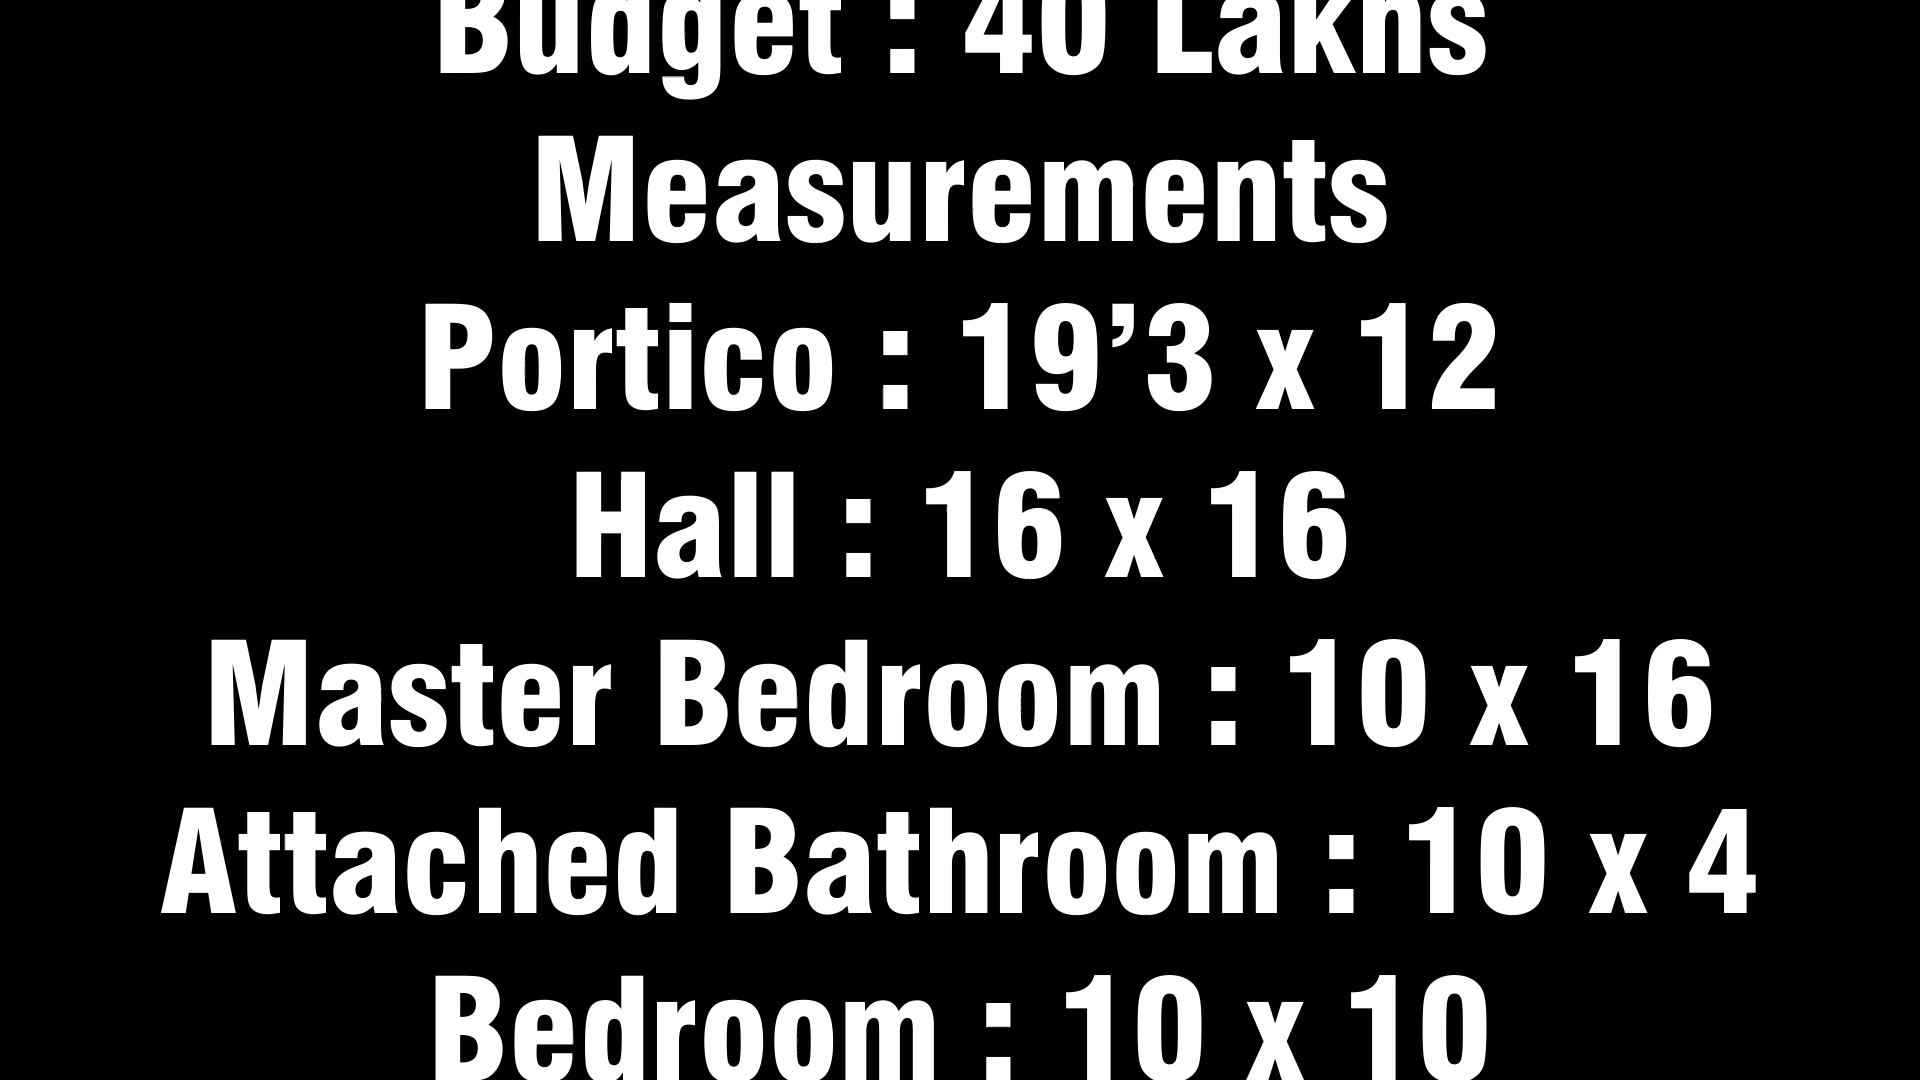 Budget : 40 Lakhs
Measurements
Portico : 19’3 x 12
Hall : 16 x 16
Master Bedroom : 10 x 16
Attached Bathroom : 10 x 4
Bedroom : 10 x 10